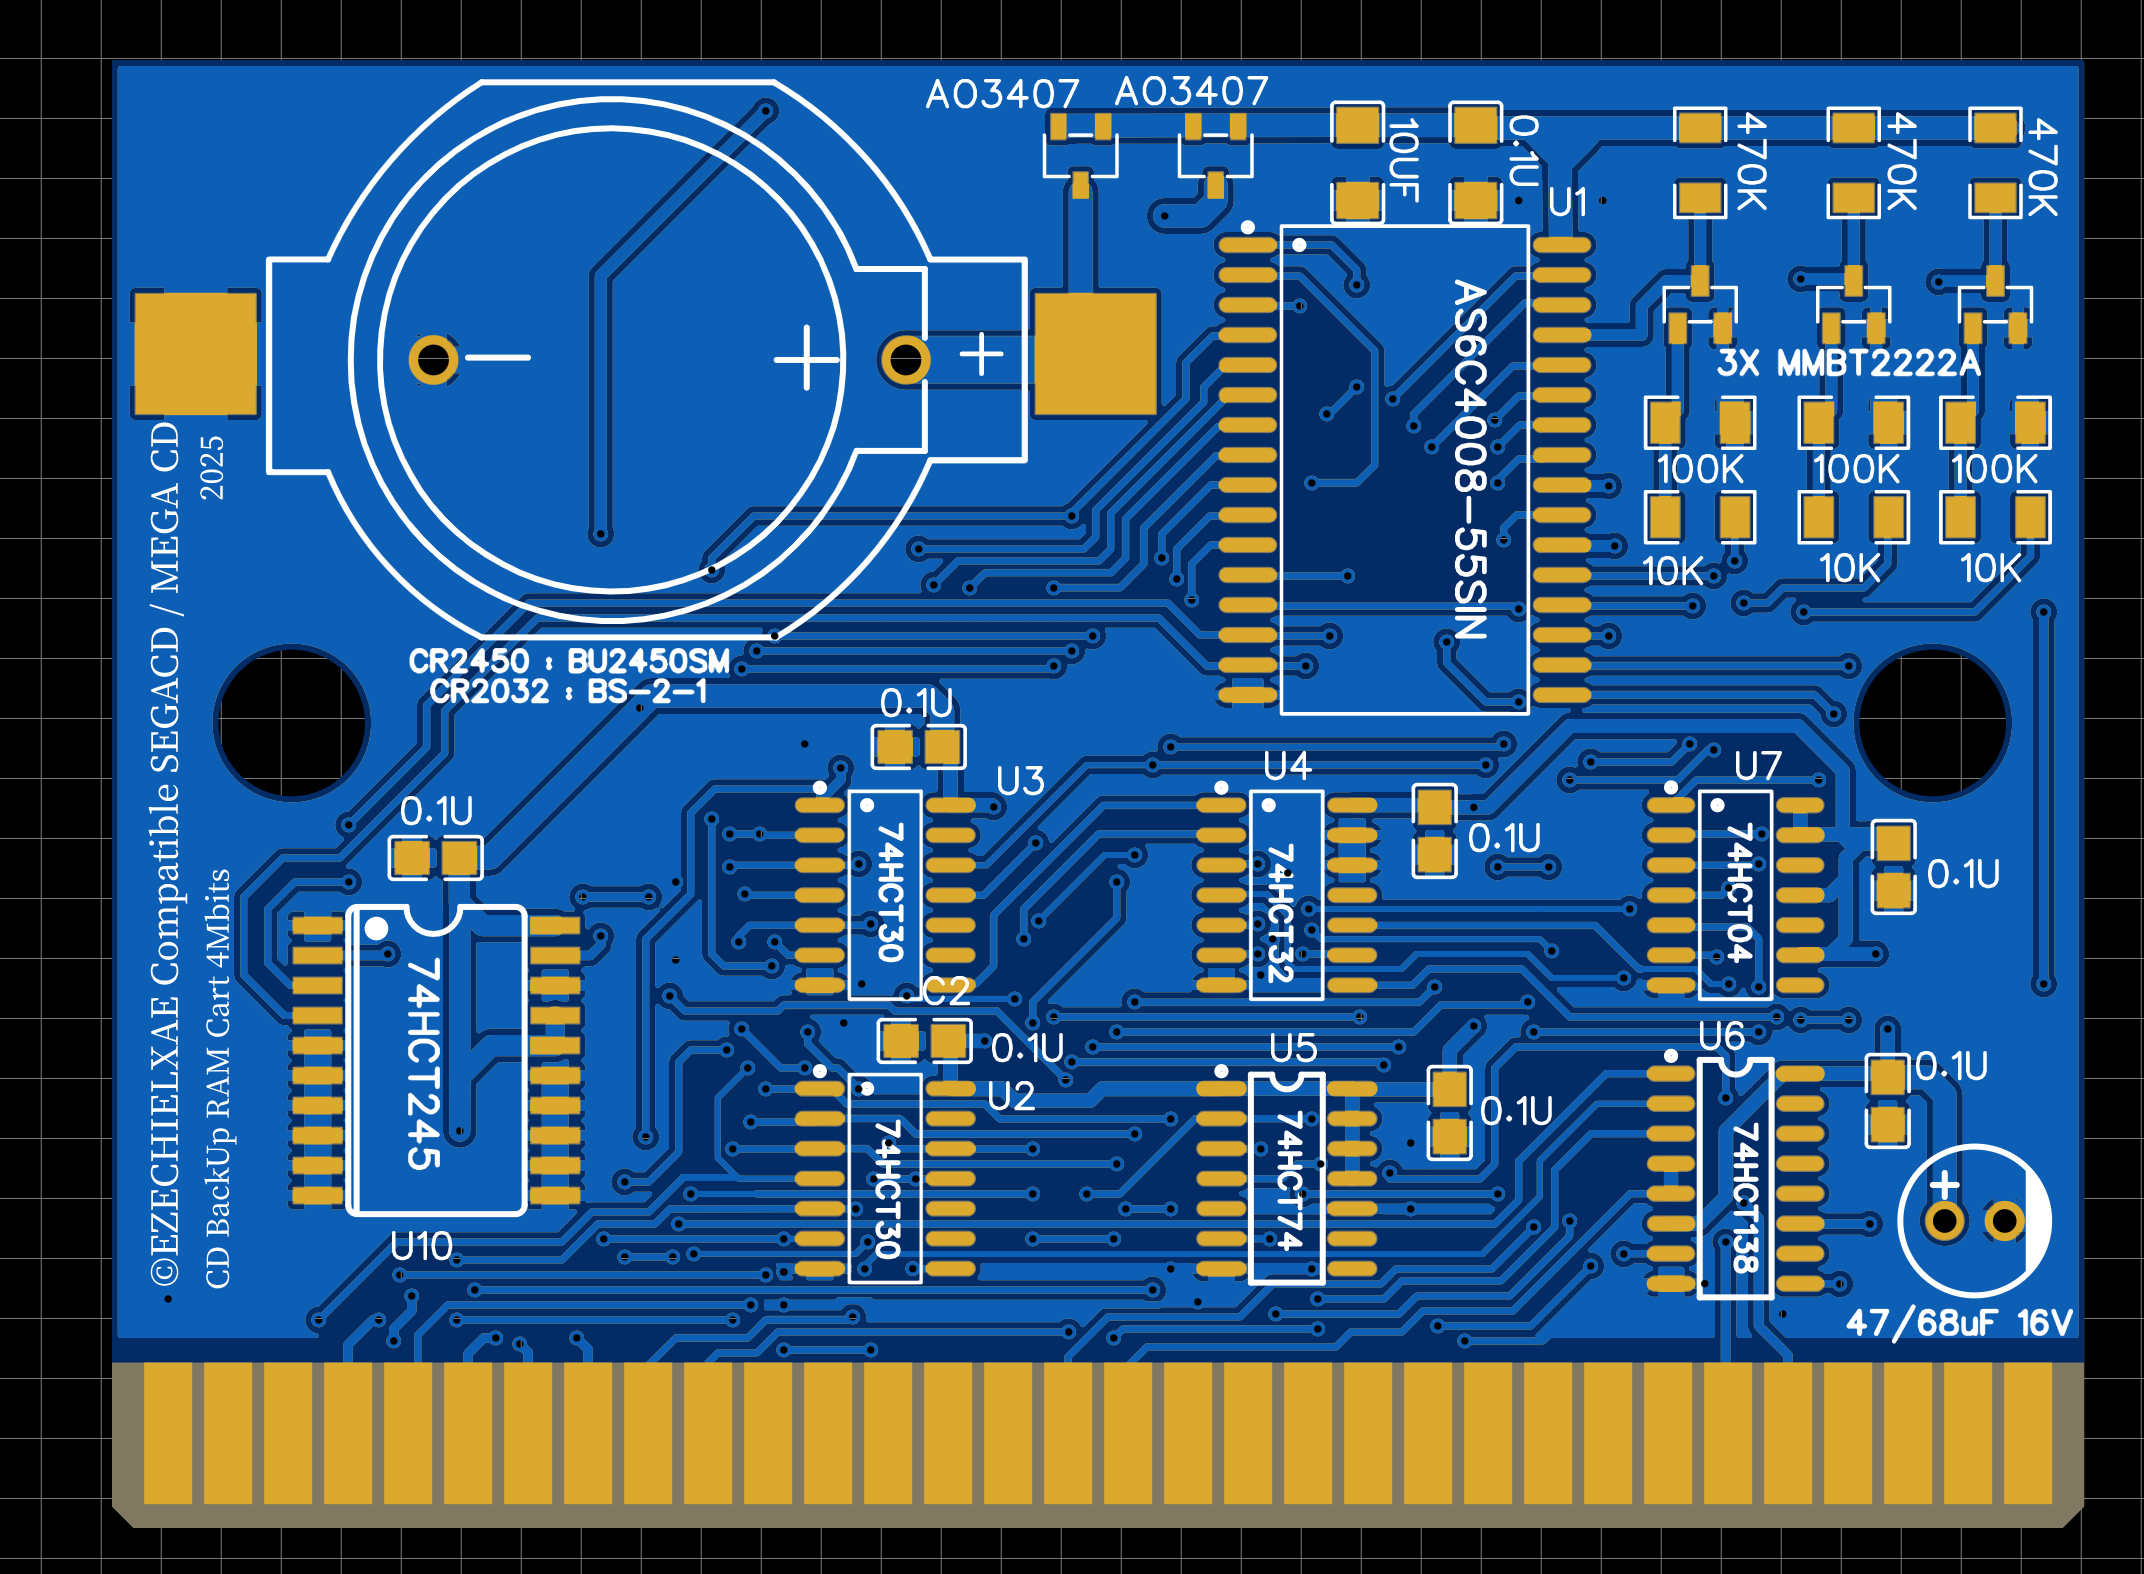 AO3407
AO3407
10UF
0.1U
470K
470K
470K
U1
AS6C4008-55SIN
3X MMBT2222A
100K
100K
100K
10K
10K
10K
©EZECHIELXAE Compatible SEGACD / MEGA CD
2025
CD BackUp RAM Cart 4Mbits
CR2450 : BU2450SM
CR2032 : BS-2-1
0.1U
U3
U4
U7
0.1U
0.1U
0.1U
74HCT30
74HCT32
74HCT04
74HCT245
C2
0.1U
U5
U6
0.1U
U2
0.1U
74HCT30
74HCT74
74HCT138
U10
+
47/68uF 16V